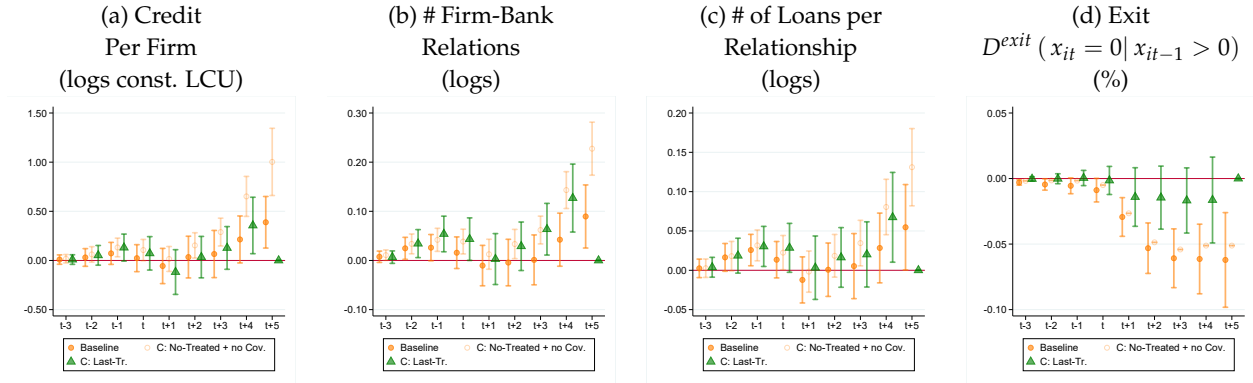 (a) Credit
Per Firm
(logs const. LCU)
1.50
1.00
0.50
0.00
-0.50
t-3 t-2 t-1 t t+1 t+2 t+3 t+4 t+5
Baseline C: No-Treated + no Cov.
C: Last-Tr.
(b) # Firm-Bank
Relations
(logs)
0.30
0.20
0.10
0.00
-0.10
t-3 t-2 t-1 t t+1 t+2 t+3 t+4 t+5
Baseline C: No-Treated + no Cov.
C: Last-Tr.
(c) # of Loans per
Relationship
(logs)
0.20
0.15
0.10
0.05
0.00
-0.05
t-3 t-2 t-1 t t+1 t+2 t+3 t+4 t+5
Baseline C: No-Treated + no Cov.
C: Last-Tr.
(d) Exit
D^{exit} ( x_{it} = 0| x_{it−1} > 0)
(%)
0.05
0.00
-0.05
-0.10
t-3 t-2 t-1 t t+1 t+2 t+3 t+4 t+5
Baseline C: No-Treated + no Cov.
C: Last-Tr.